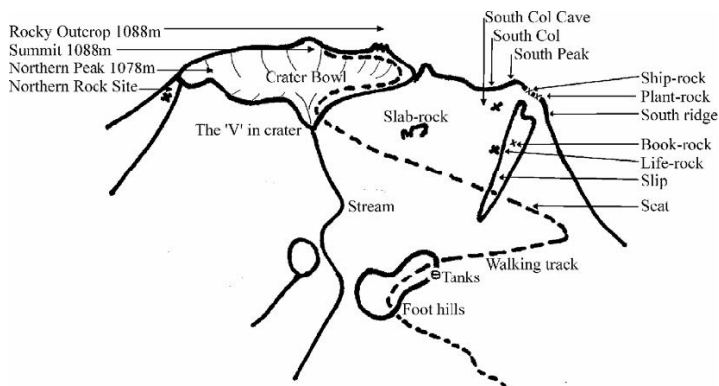 Rocky Outcrop 1088m
Summit 1088m
Northern Peak 1078m
Northern Rock Site
Crater Bowl
The 'V' in crater
South Col Cave
South Col
South Peak
Ship-rock
Plant-rock
South ridge
Slab-rock
Book-rock
Life-rock
Slip
Seat
Stream
Walking track
Tanks
Foot hills